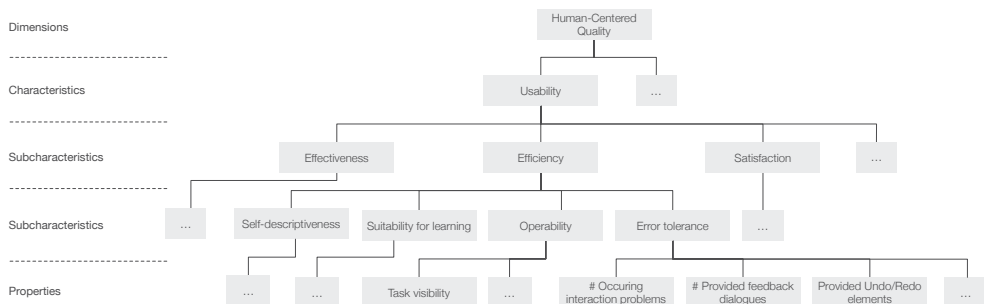 Dimensions
Human-Centered
Quality
Characteristics
Usability
...
Subcharacteristics
Effectiveness
Efficiency
Satisfaction
...
Subcharacteristics
...
Self-descriptiveness
Suitability for learning
Operability
Error tolerance
...
Properties
...
...
Task visibility
...
# Occuring
interaction problems
# Provided feedback
dialogues
Provided Undo/Redo
elements
...